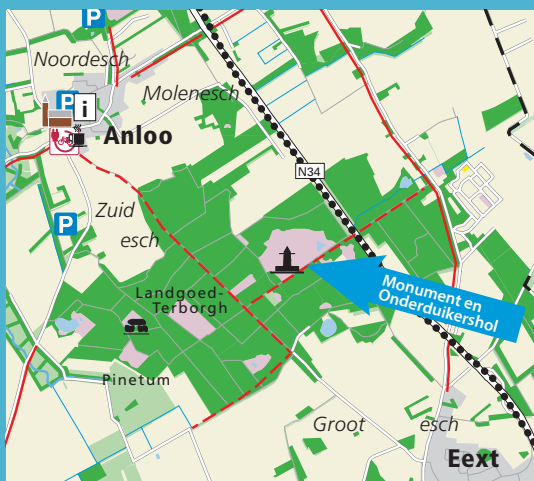 P
Noordesch
P
i
Molenesch
Anloo
N34
Zuid
esch
P
Landgoed-
Terborgh
Monument en
Onderduikershol
Pinetum
Groot esch
Eext